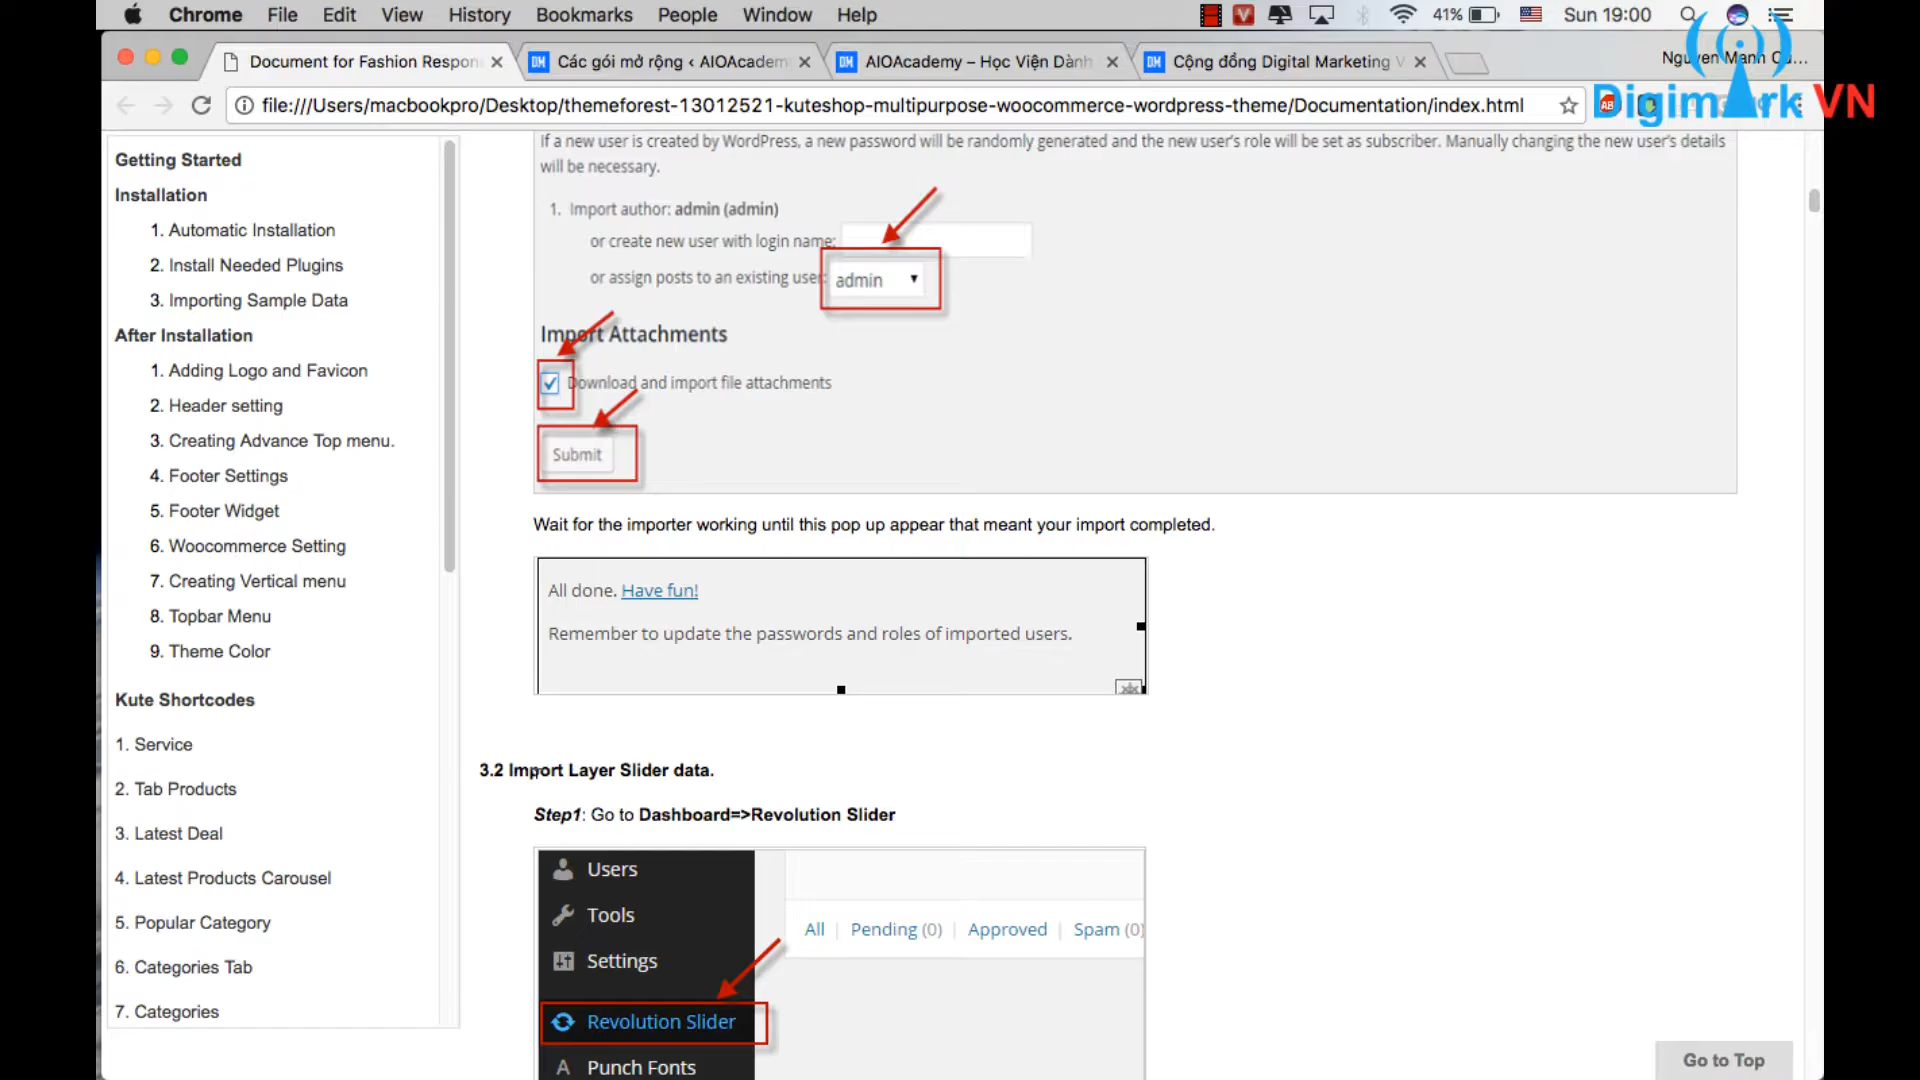 Chrome File Edit View History Bookmarks People Window Help
41% Sun 19:00
Document for Fashion Respon
Các gói mở rộng ‹ AIOAcadem
AIOAcademy – Học Viện Dành
Cộng đồng Digital Marketing V
file:///Users/macbookpro/Desktop/themeforest-13012521-kuteshop-multipurpose-woocommerce-wordpress-theme/Documentation/index.html
Digimark VN
Getting Started
Installation
1. Automatic Installation
2. Install Needed Plugins
3. Importing Sample Data
After Installation
1. Adding Logo and Favicon
2. Header setting
3. Creating Advance Top menu.
4. Footer Settings
5. Footer Widget
6. Woocommerce Setting
7. Creating Vertical menu
8. Topbar Menu
9. Theme Color
Kute Shortcodes
1. Service
2. Tab Products
3. Latest Deal
4. Latest Products Carousel
5. Popular Category
6. Categories Tab
7. Categories
If a new user is created by WordPress, a new password will be randomly generated and the new user's role will be set as subscriber. Manually changing the new user's details
will be necessary.
1. Import author: admin (admin)
or create new user with login name:
or assign posts to an existing user: admin
Import Attachments
Download and import file attachments
Submit
Wait for the importer working until this pop up appear that meant your import completed.
All done. Have fun!
Remember to update the passwords and roles of imported users.
3.2 Import Layer Slider data.
Step1: Go to Dashboard=>Revolution Slider
Users
Tools
Settings
Revolution Slider
Punch Fonts
All | Pending (0) | Approved | Spam (0)
Go to Top